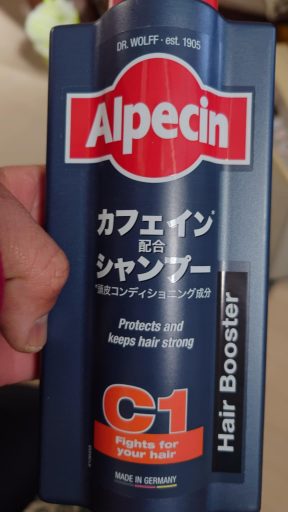 DR. WOLFF · est. 1905
Alpecin
カフェイン*
配合
シャンプー
*頭皮コンディショニング成分
Protects and
keeps hair strong
Hair Booster
C1
Fights for
your hair
MADE IN GERMANY